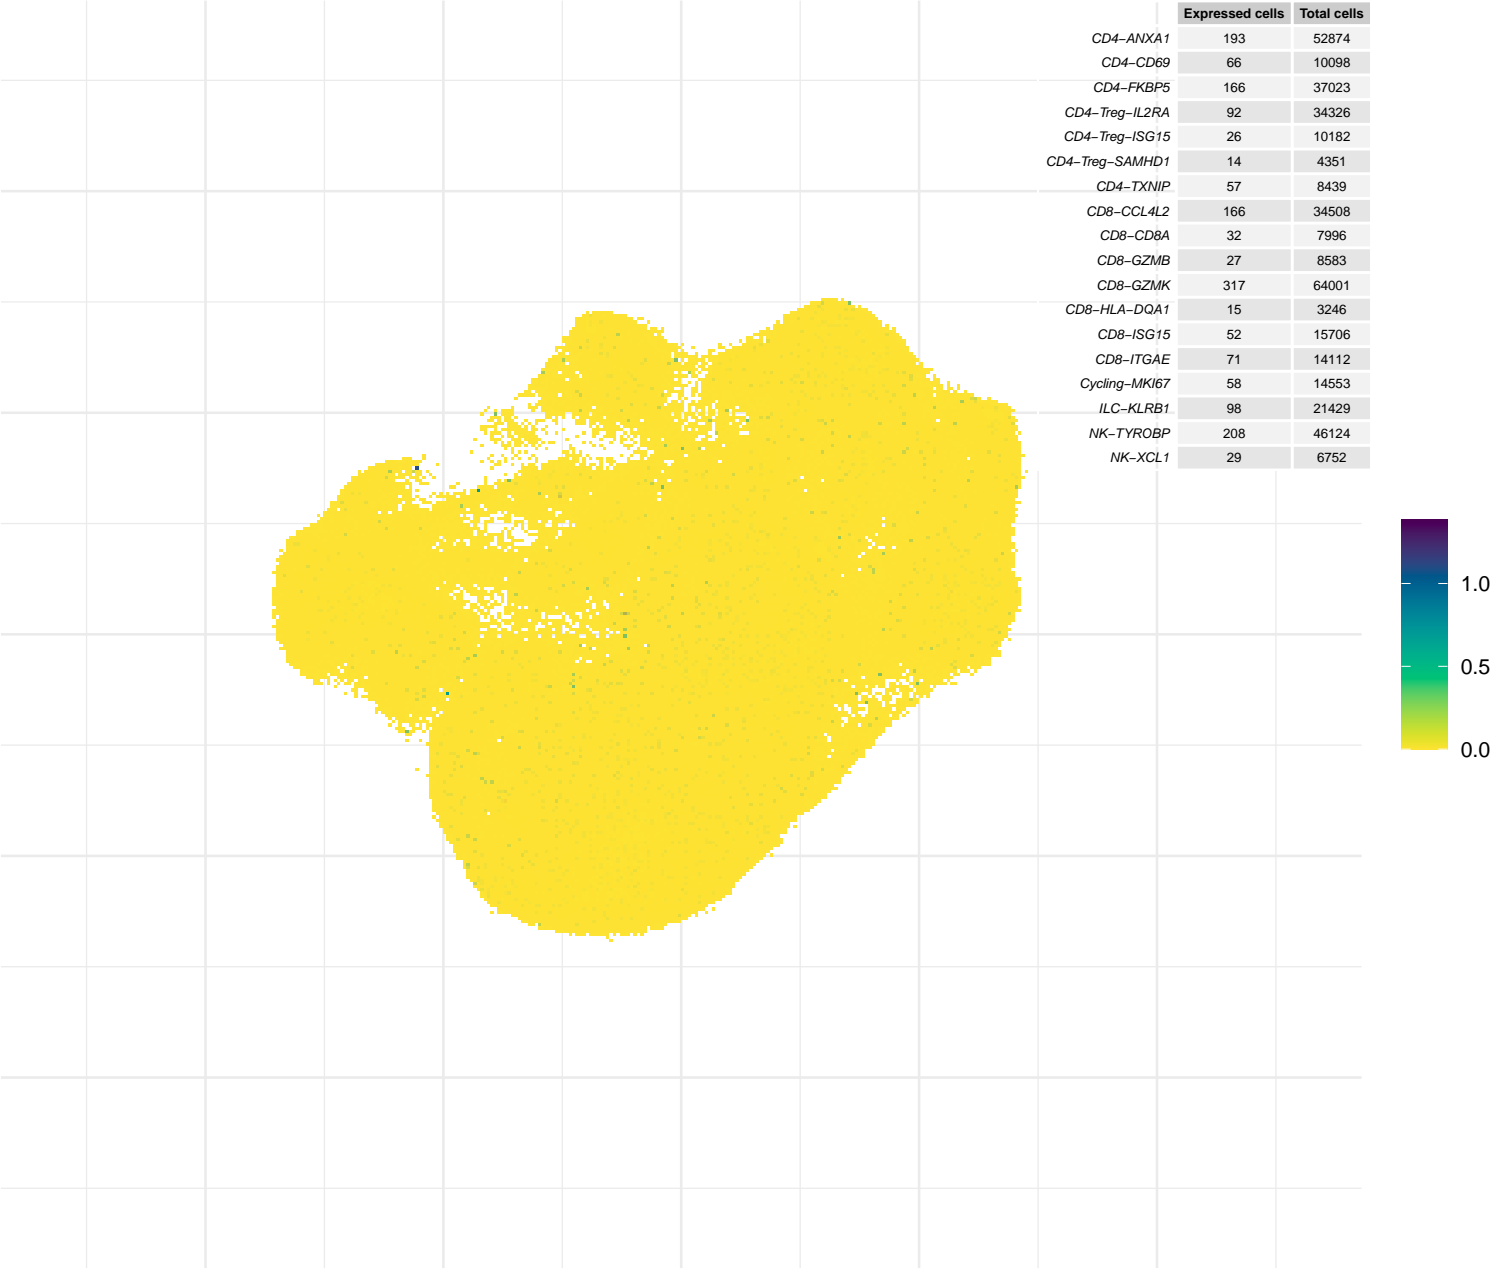 Expressed cells Total cells
CD4−ANXA1 193 52874
CD4−CD69 66 10098
CD4−FKBP5 166 37023
CD4−Treg−IL2RA 92 34326
CD4−Treg−ISG15 26 10182
CD4−Treg−SAMHD1 14 4351
CD4−TXNIP 57 8439
CD8−CCL4L2 166 34508
CD8−CD8A 32 7996
CD8−GZMB 27 8583
CD8−GZMK 317 64001
CD8−HLA−DQA1 15 3246
CD8−ISG15 52 15706
CD8−ITGAE 71 14112
Cycling−MKI67 58 14553
ILC−KLRB1 98 21429
NK−TYROBP 208 46124
NK−XCL1 29 6752
1.0
0.5
0.0